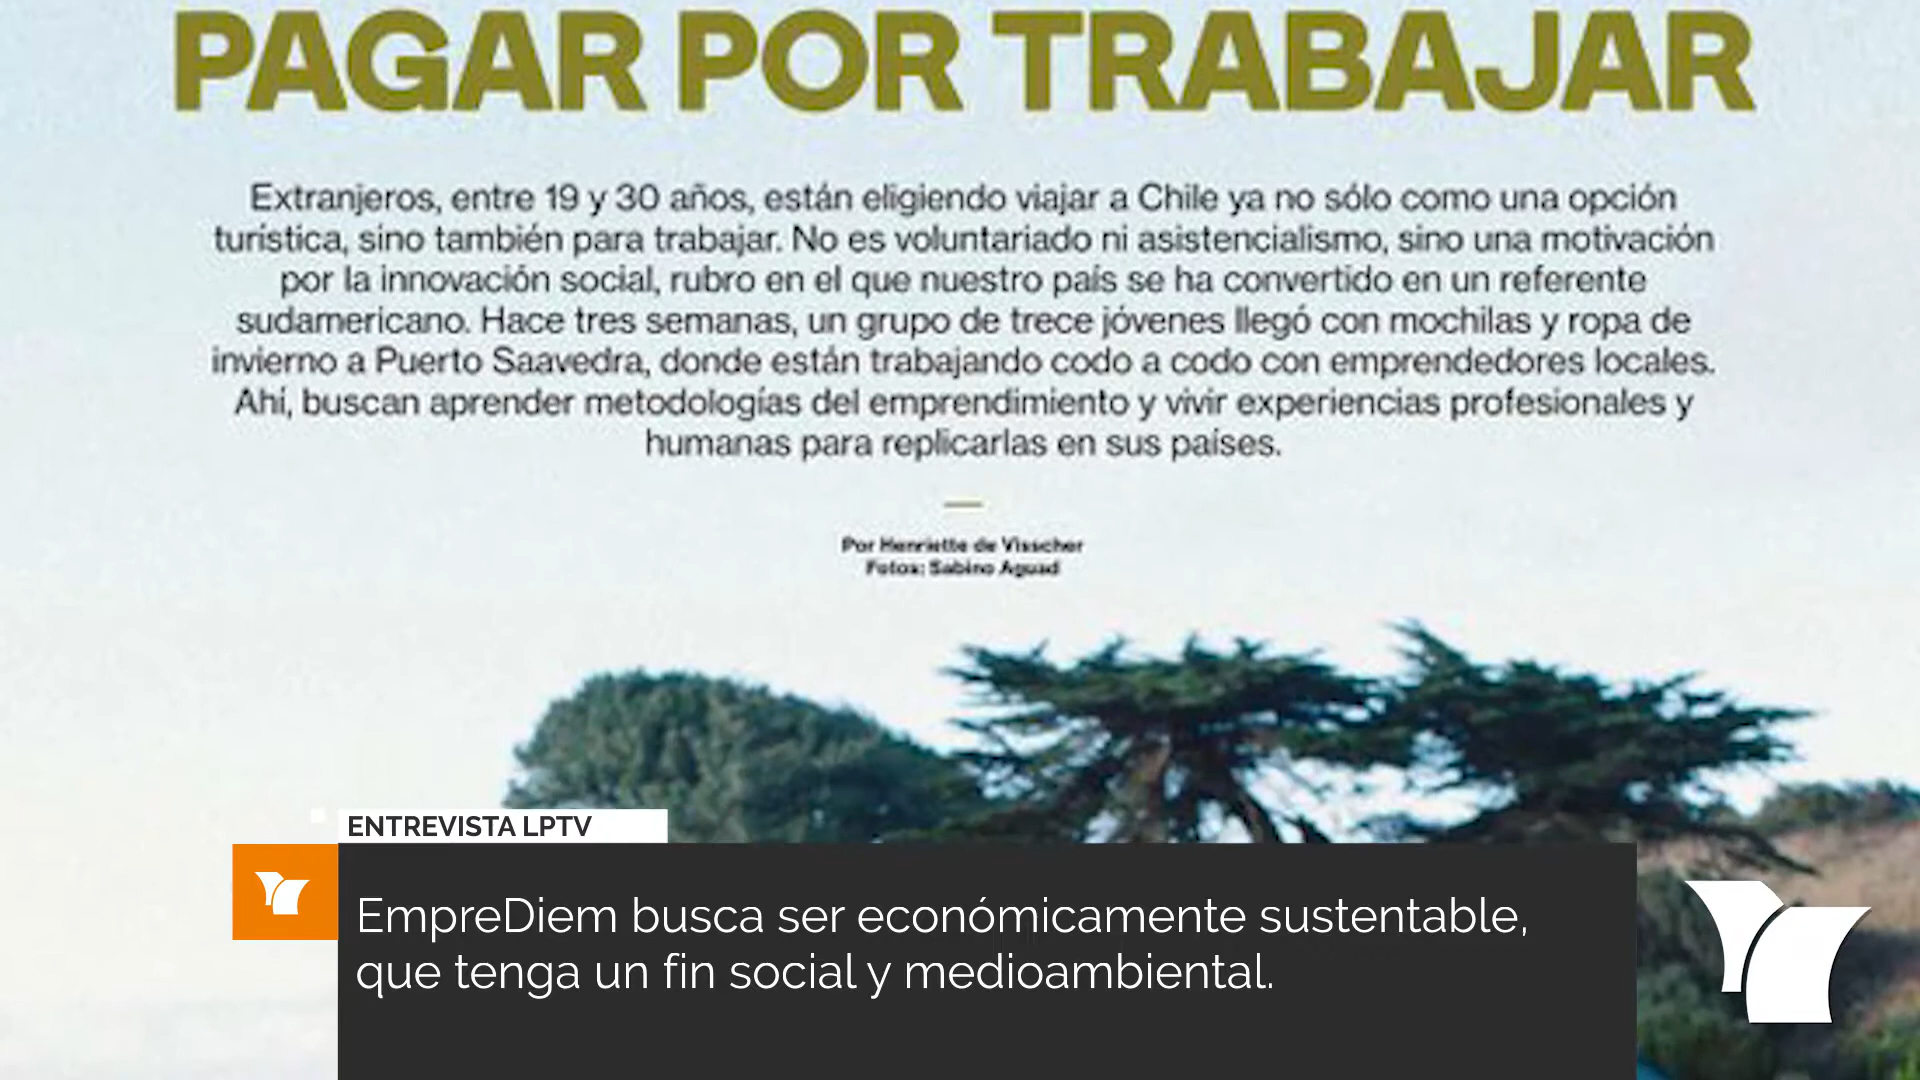 PAGAR POR TRABAJAR
Extranjeros, entre 19 y 30 años, están eligiendo viajar a Chile ya no sólo como una opción
turística, sino también para trabajar. No es voluntariado ni asistencialismo, sino una motivación
por la innovación social, rubro en el que nuestro país se ha convertido en un referente
sudamericano. Hace tres semanas, un grupo de trece jóvenes llegó con mochilas y ropa de
invierno a Puerto Saavedra, donde están trabajando codo a codo con emprendedores locales.
Ahí, buscan aprender metodologías del emprendimiento y vivir experiencias profesionales y
humanas para replicarlas en sus países.
Por Henriette de Visscher
Fotos: Sabino Aguad
ENTREVISTA LPTV
EmpreDiem busca ser económicamente sustentable,
que tenga un fin social y medioambiental.